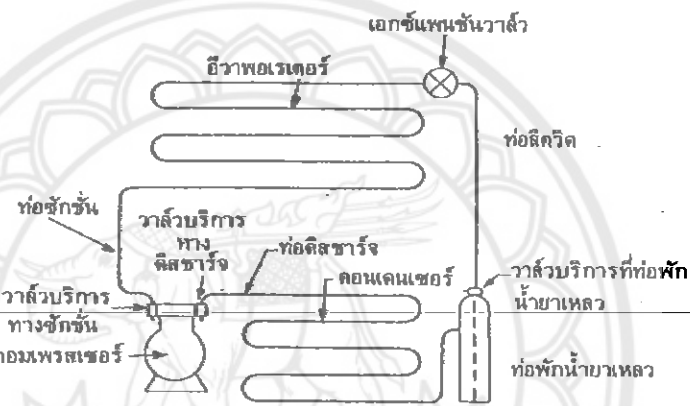 เอกซ์แพนชันวาล์ว
อีวาพอเรเตอร์
ท่อลิควิด
ท่อซักชั่น
วาล์วบริการ
ทาง
ดิสชาร์จ
ท่อดิสชาร์จ
คอนเดนเซอร์
วาล์วบริการที่ท่อพัก
น้ำยาเหลว
วาล์วบริการ
ทางซักชั่น
คอมเพรสเซอร์
ท่อพักน้ำยาเหลว